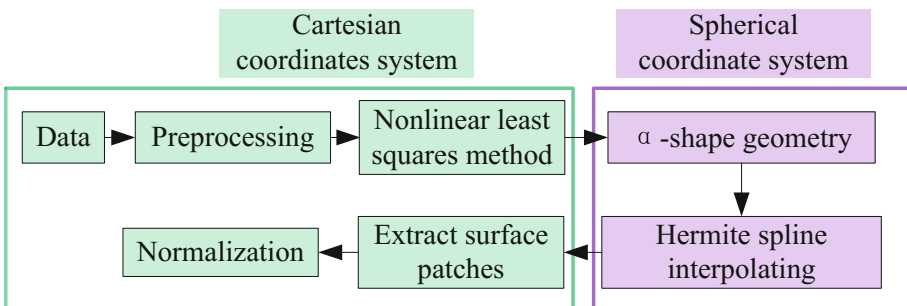 Cartesian
coordinates system
Spherical
coordinate system
Data
Preprocessing
Nonlinear least
squares method
α-shape geometry
Normalization
Extract surface
patches
Hermite spline
interpolating